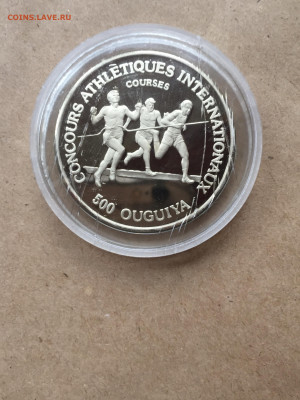 COINS.LAVE.RU
CONCOURS ATHLÉTIQUES INTERNATIONAUX
COURSES
500 OUGUIYA